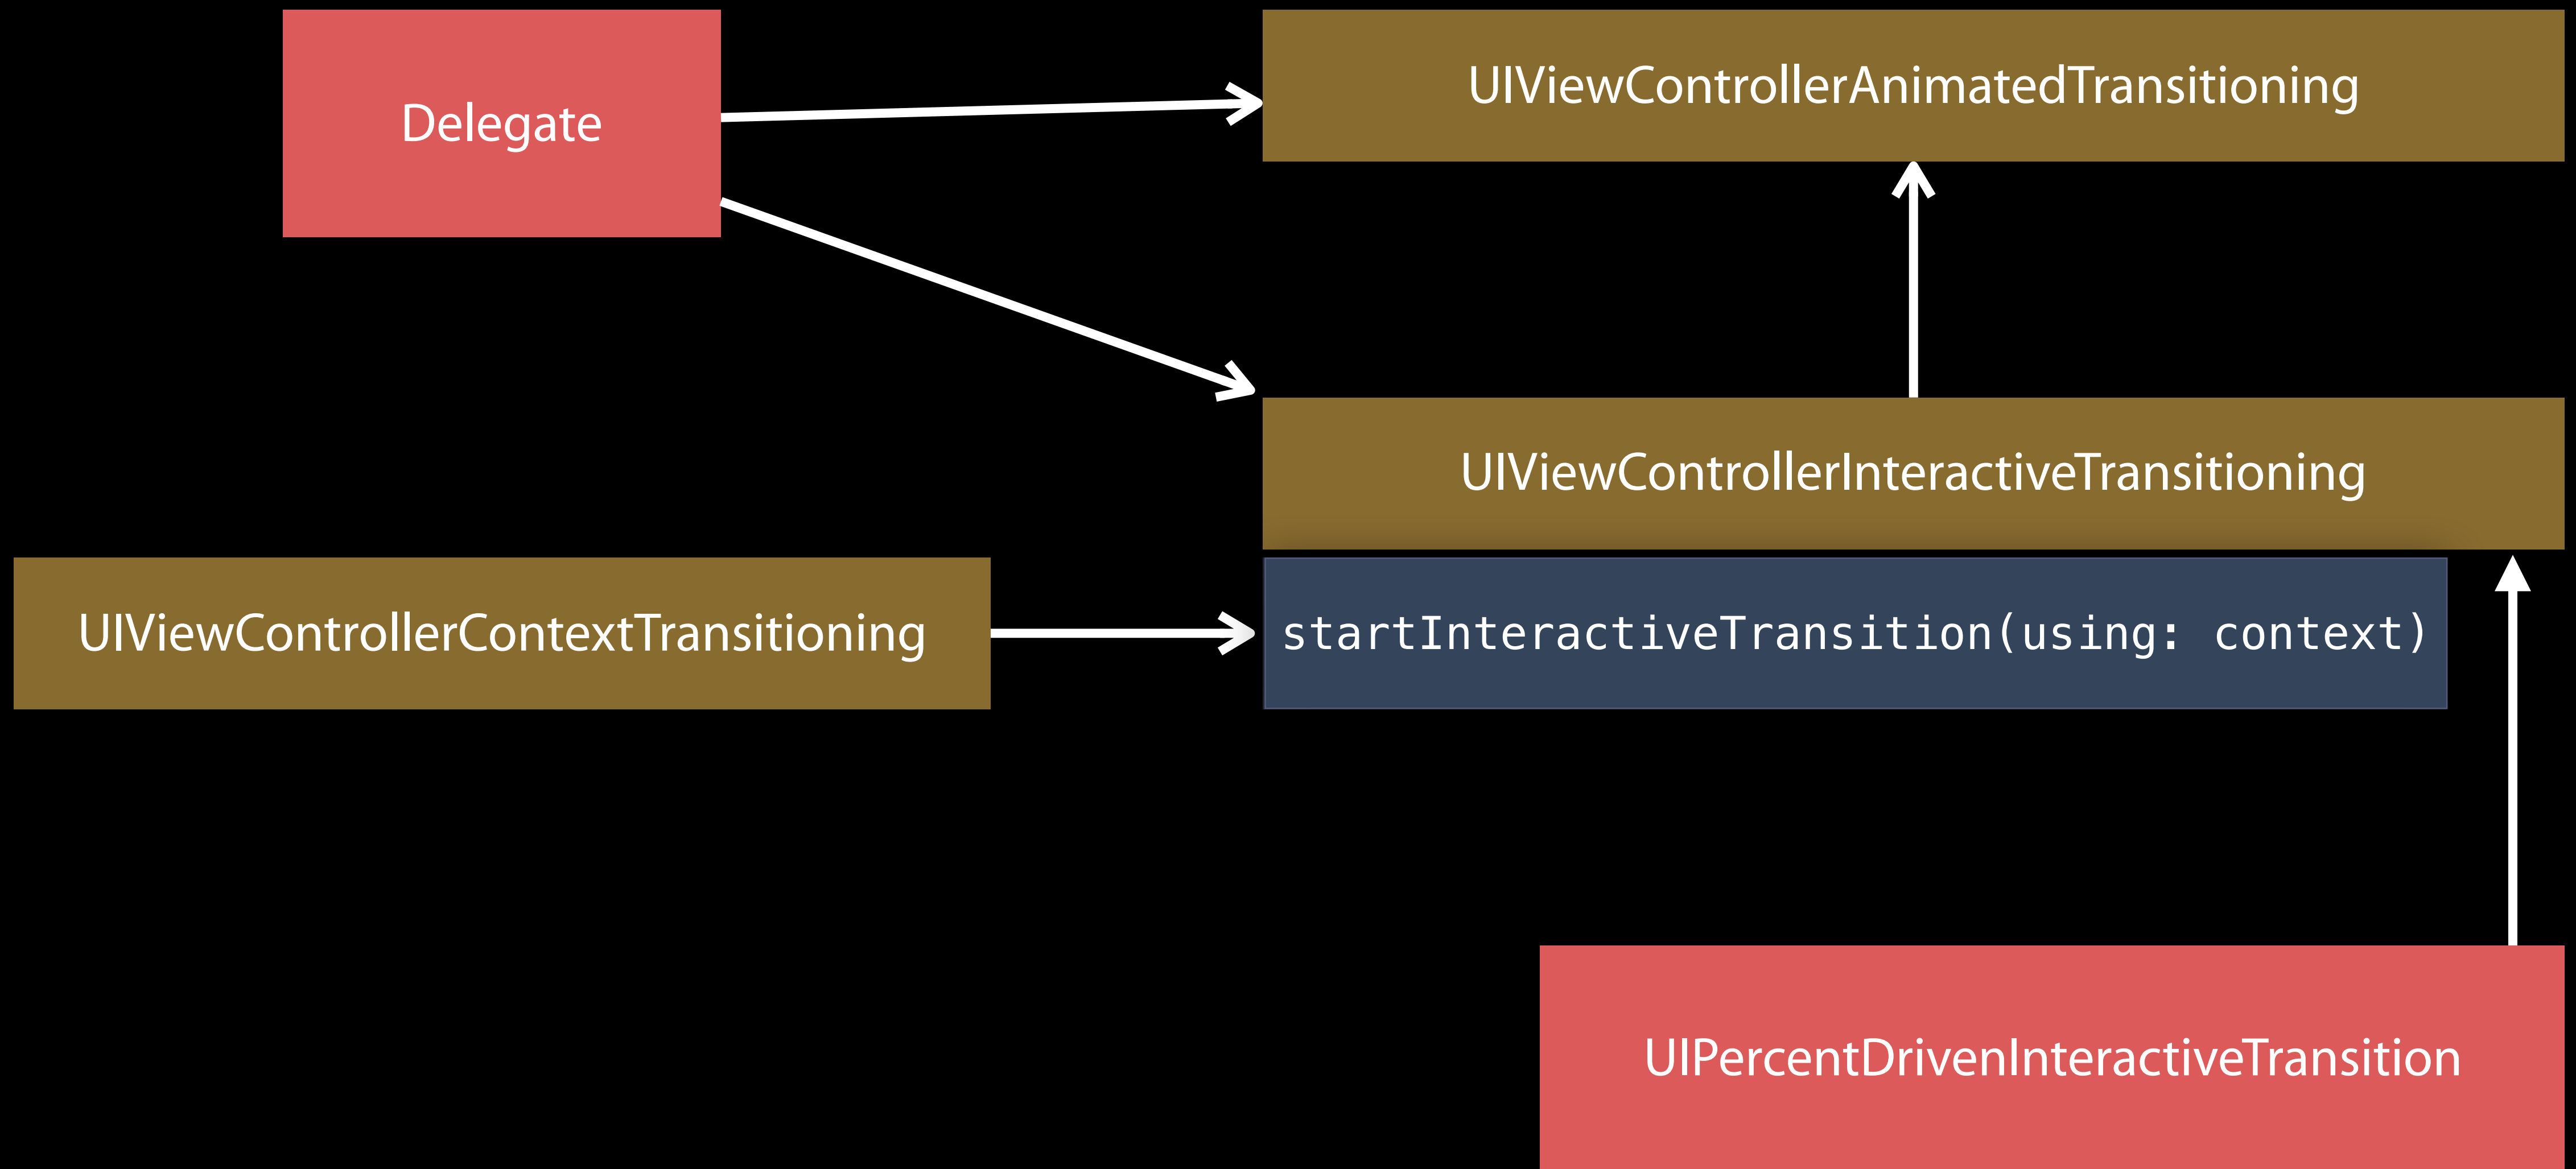 Delegate
UIViewControllerAnimatedTransitioning
UIViewControllerInteractiveTransitioning
UIViewControllerContextTransitioning
startInteractiveTransition(using: context)
UIPercentDrivenInteractiveTransition